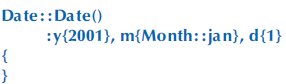 Date::Date()
:y{2001}, m{Month::jan}, d{1}
{
}